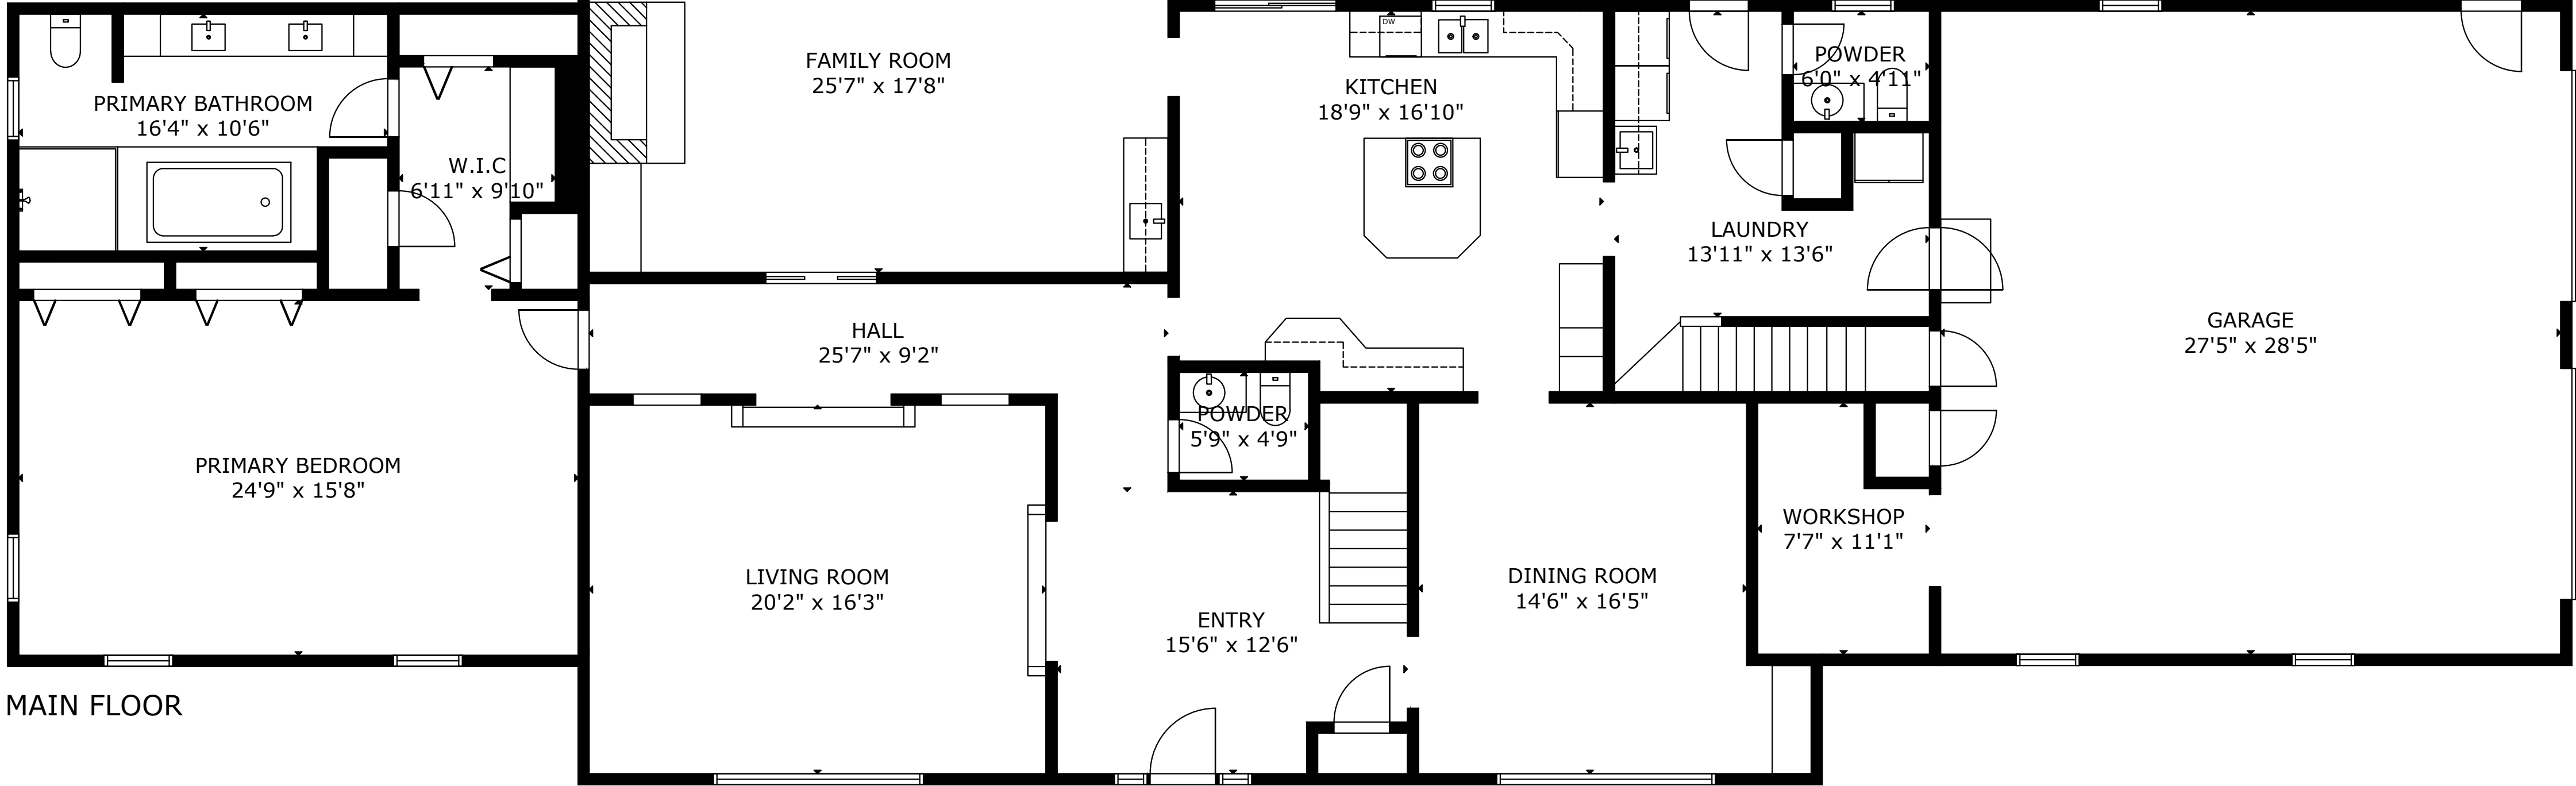 FAMILY ROOM
25'7" x 17'8"
DW
KITCHEN
18'9" x 16'10"
POWDER
6'0" x 4'11"
PRIMARY BATHROOM
16'4" x 10'6"
W.I.C
6'11" x 9'10"
LAUNDRY
13'11" x 13'6"
HALL
25'7" x 9'2"
GARAGE
27'5" x 28'5"
POWDER
5'9" x 4'9"
PRIMARY BEDROOM
24'9" x 15'8"
WORKSHOP
7'7" x 11'1"
LIVING ROOM
20'2" x 16'3"
DINING ROOM
14'6" x 16'5"
ENTRY
15'6" x 12'6"
MAIN FLOOR